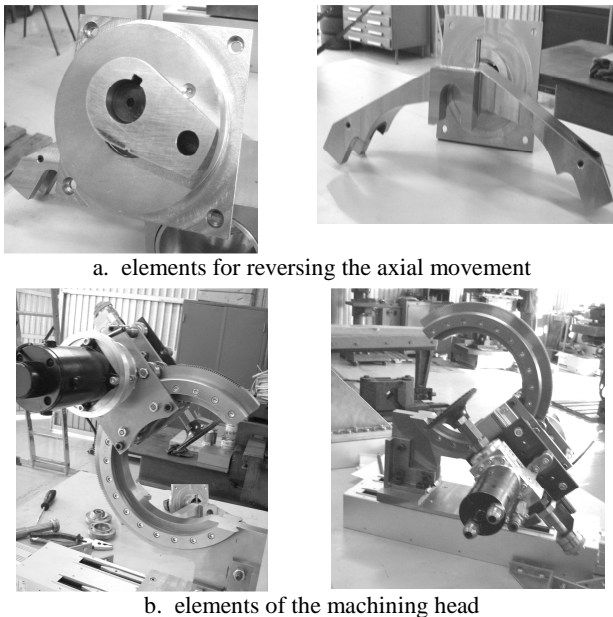 a. elements for reversing the axial movement
b. elements of the machining head